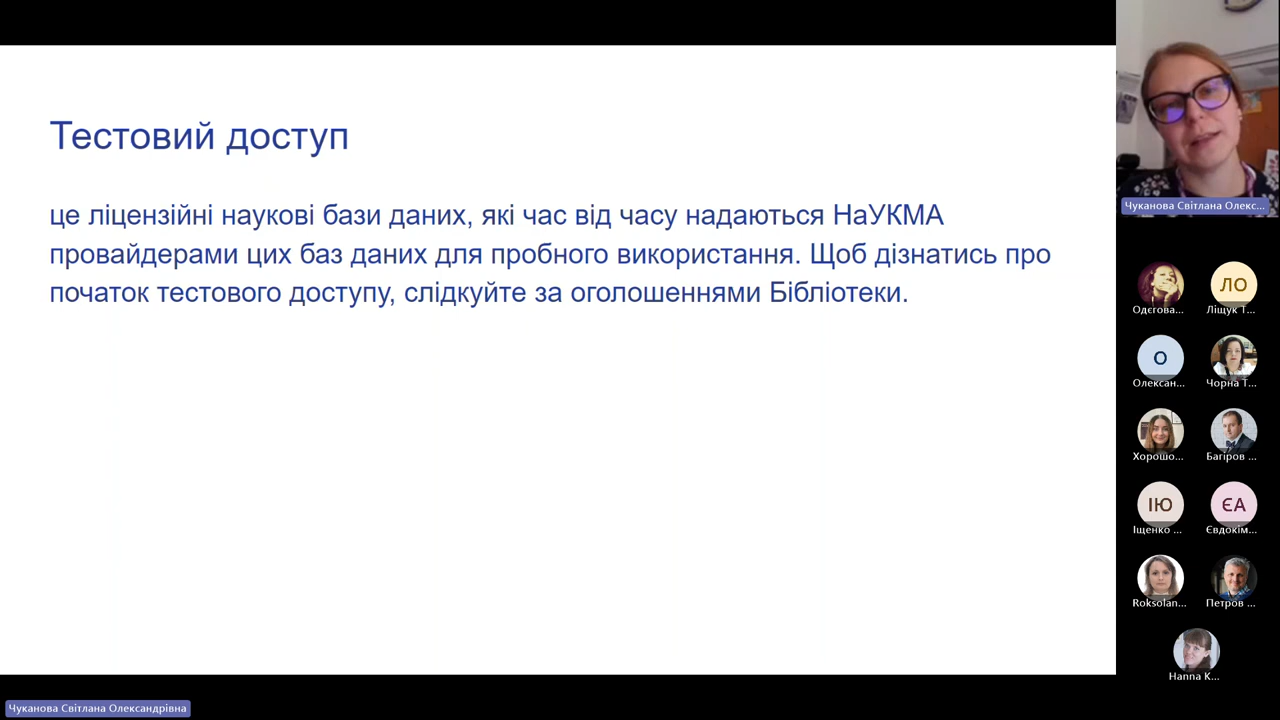 Тестовий доступ
це ліцензійні наукові бази даних, які час від часу надаються НаУКМА
провайдерами цих баз даних для пробного використання. Щоб дізнатись про
початок тестового доступу, слідкуйте за оголошеннями Бібліотеки.
Чуканова Світлана Олекс...
Одєгова...
ЛО
Ліщук Т...
О
Олексан...
Чорна Т...
Хорошо...
Багіров ...
ІЮ
Іщенко ...
ЄА
Євдокім...
Roksolan...
Петров ...
Hanna K...
Чуканова Світлана Олександрівна